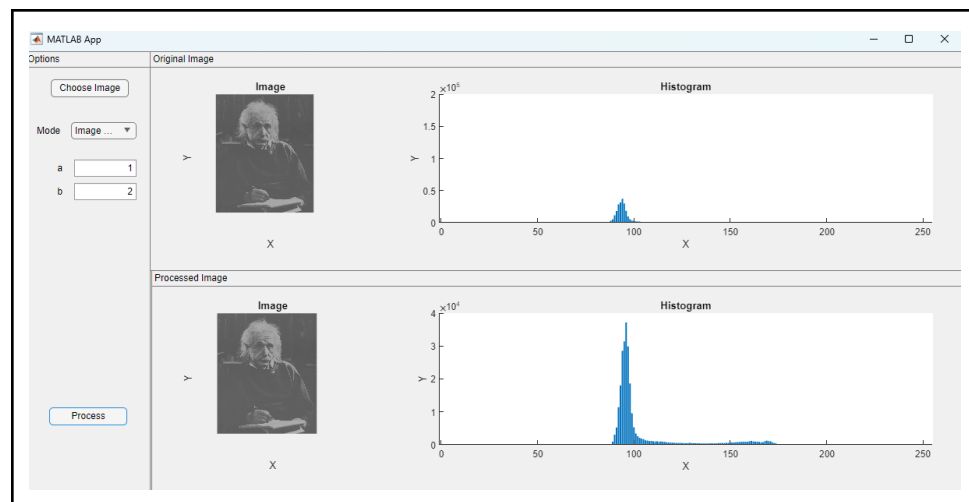 MATLAB App
Options
Choose Image
Mode Image ...
a 1
b 2
Process
Original Image
Image
Y
X
Histogram
×10⁵
2
1.5
1
0.5
0
Y
0 50 100 150 200 250
X
Processed Image
Image
Y
X
Histogram
×10⁴
4
3
2
1
0
Y
0 50 100 150 200 250
X